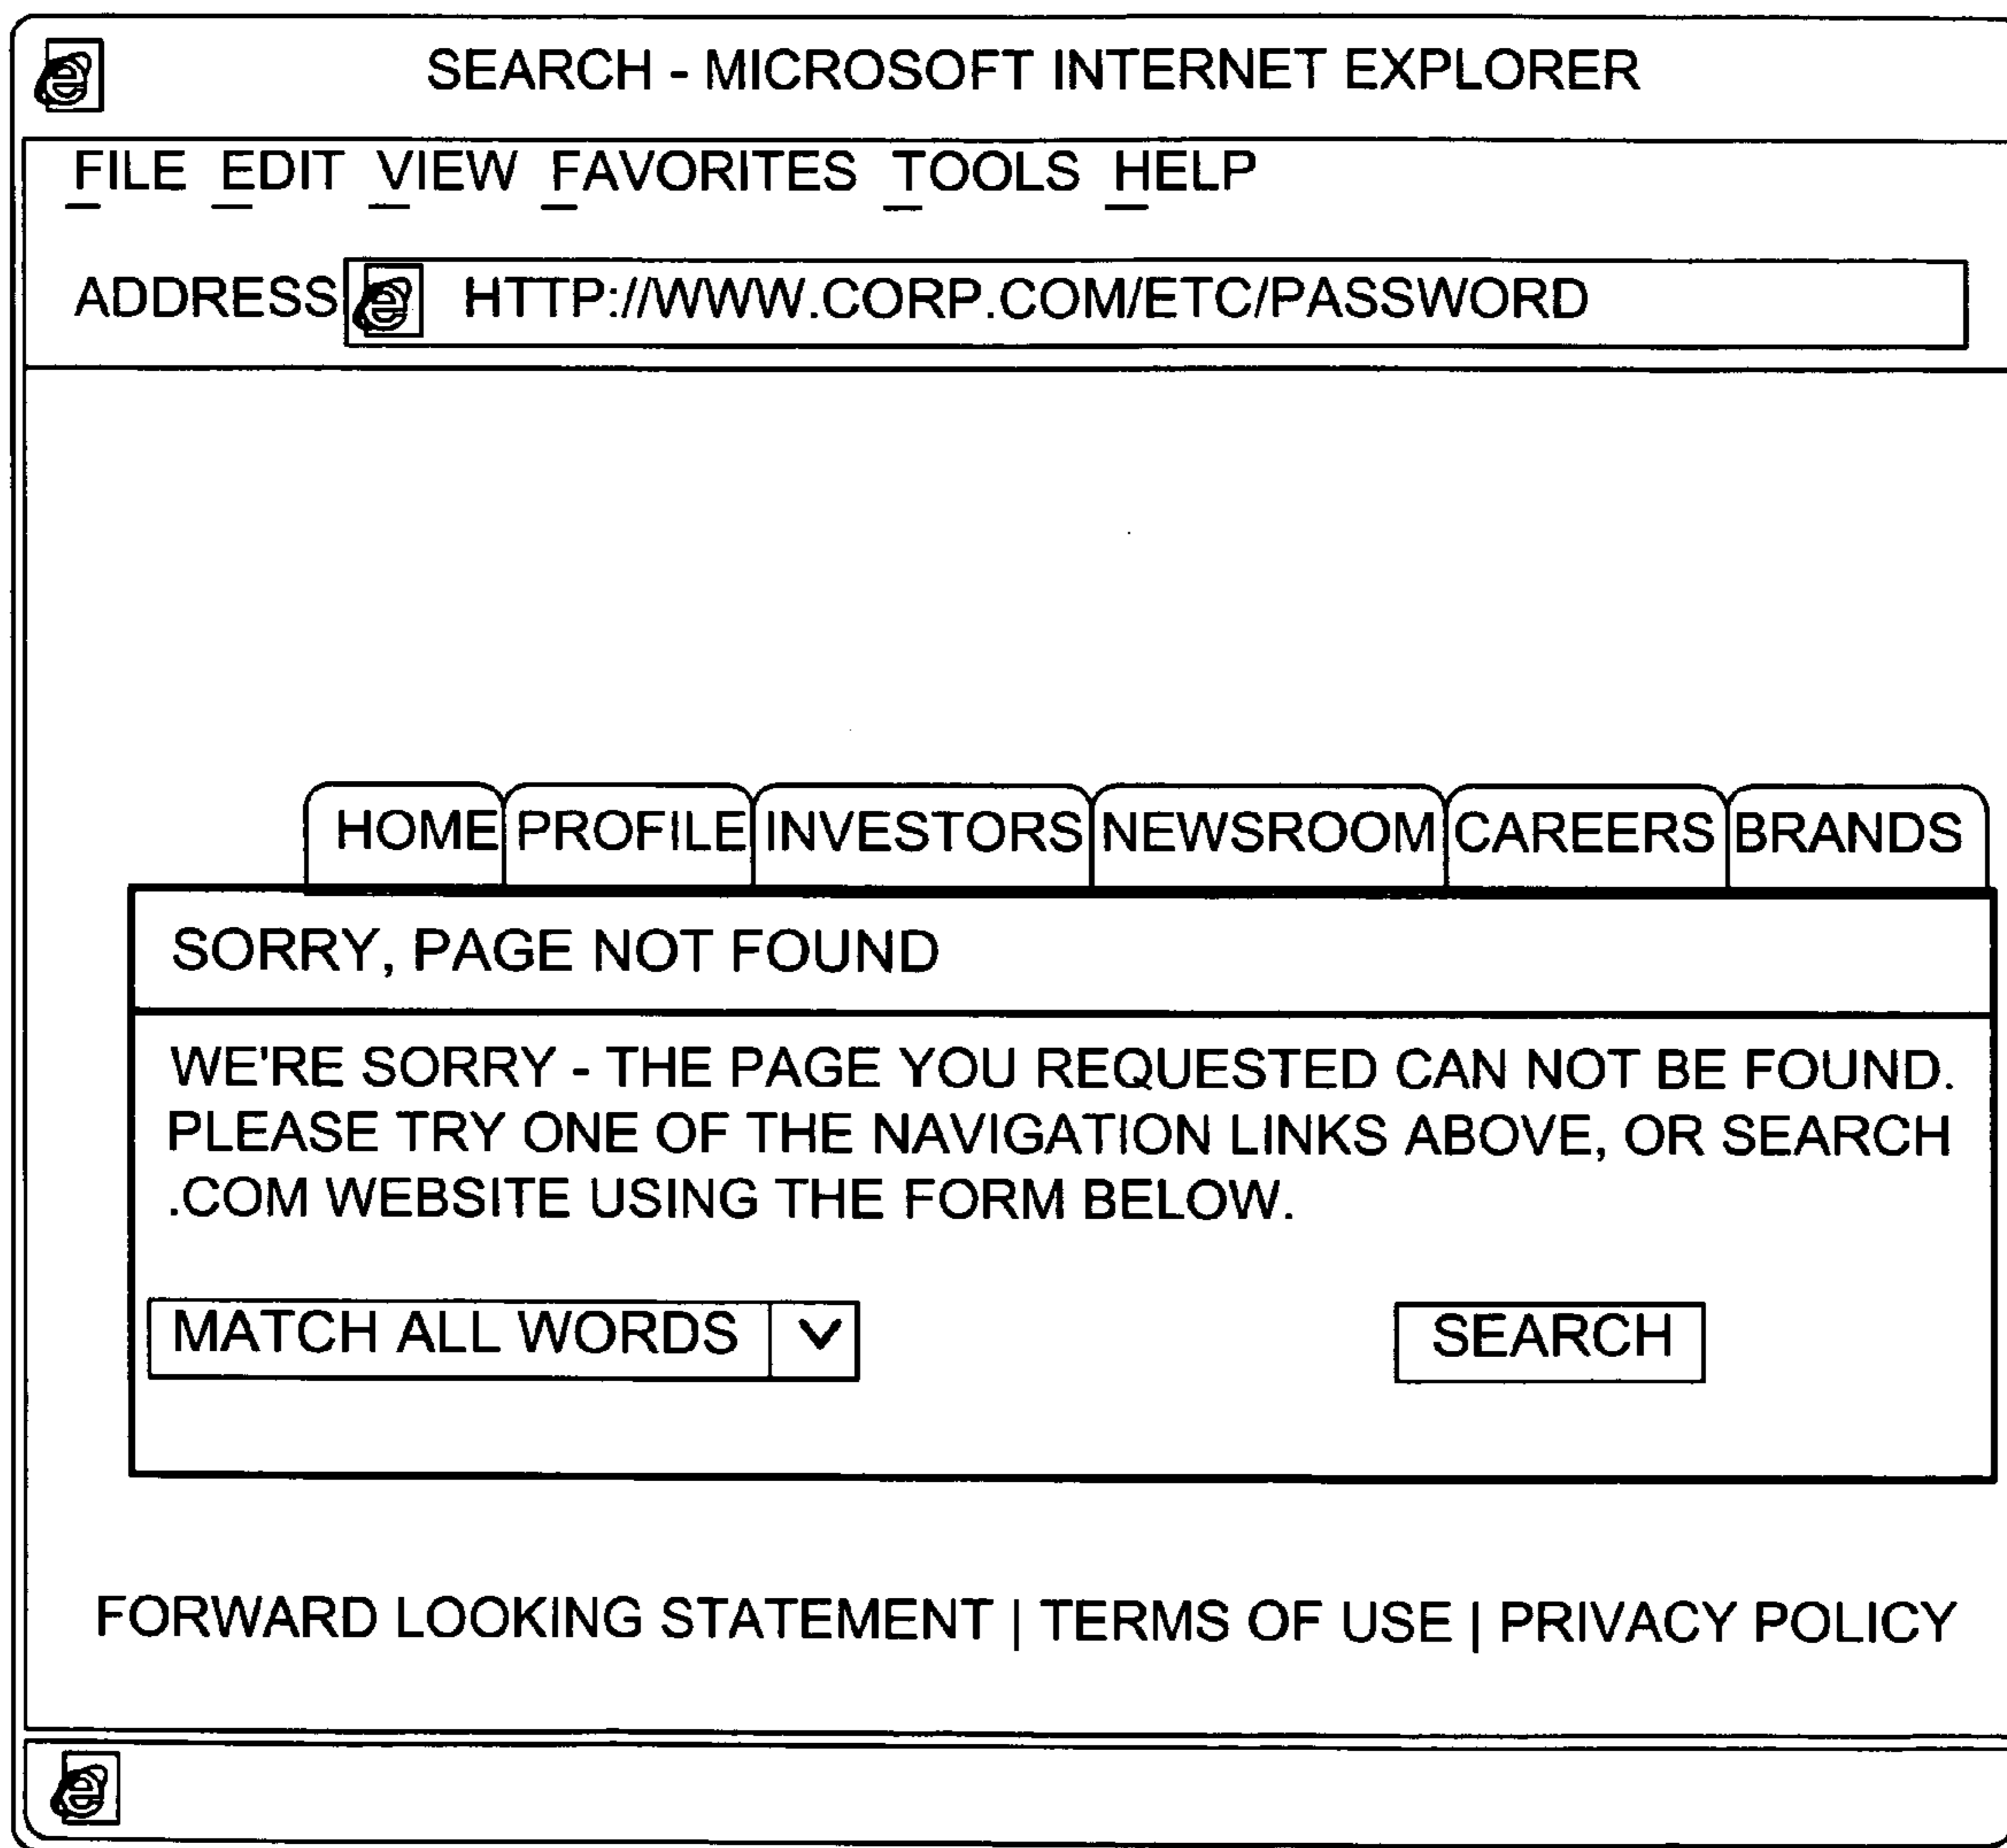 SEARCH - MICROSOFT INTERNET EXPLORER
FILE EDIT VIEW FAVORITES TOOLS HELP
ADDRESS HTTP://WWW.CORP.COM/ETC/PASSWORD
HOME PROFILE INVESTORS NEWSROOM CAREERS BRANDS
SORRY, PAGE NOT FOUND
WE'RE SORRY - THE PAGE YOU REQUESTED CAN NOT BE FOUND.
PLEASE TRY ONE OF THE NAVIGATION LINKS ABOVE, OR SEARCH
.COM WEBSITE USING THE FORM BELOW.
MATCH ALL WORDS SEARCH
FORWARD LOOKING STATEMENT | TERMS OF USE | PRIVACY POLICY